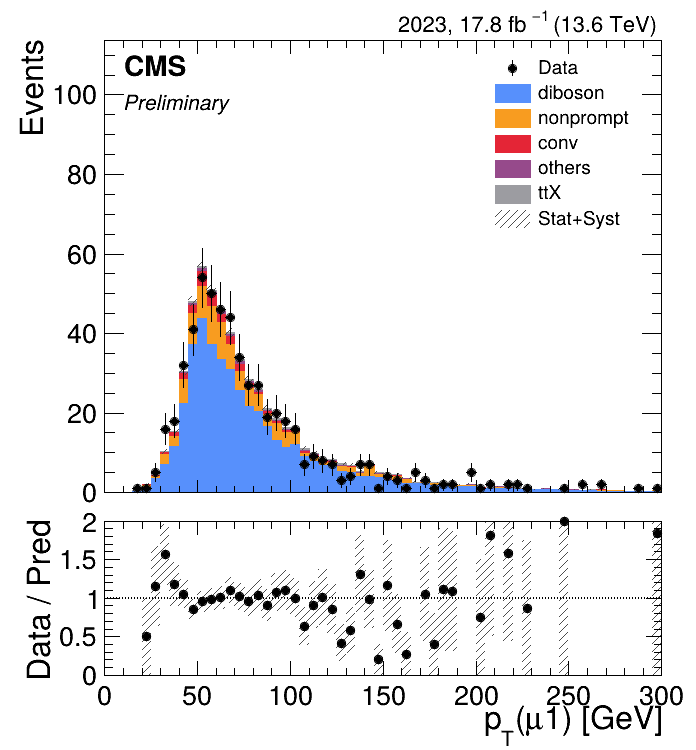 2023, 17.8 fb⁻¹ (13.6 TeV)
CMS
Preliminary
Events
100
80
60
40
20
0
Data
diboson
nonprompt
conv
others
ttX
Stat+Syst
Data / Pred
2
1.5
1
0.5
0
0 50 100 150 200 250 300
p_T(μ1) [GeV]